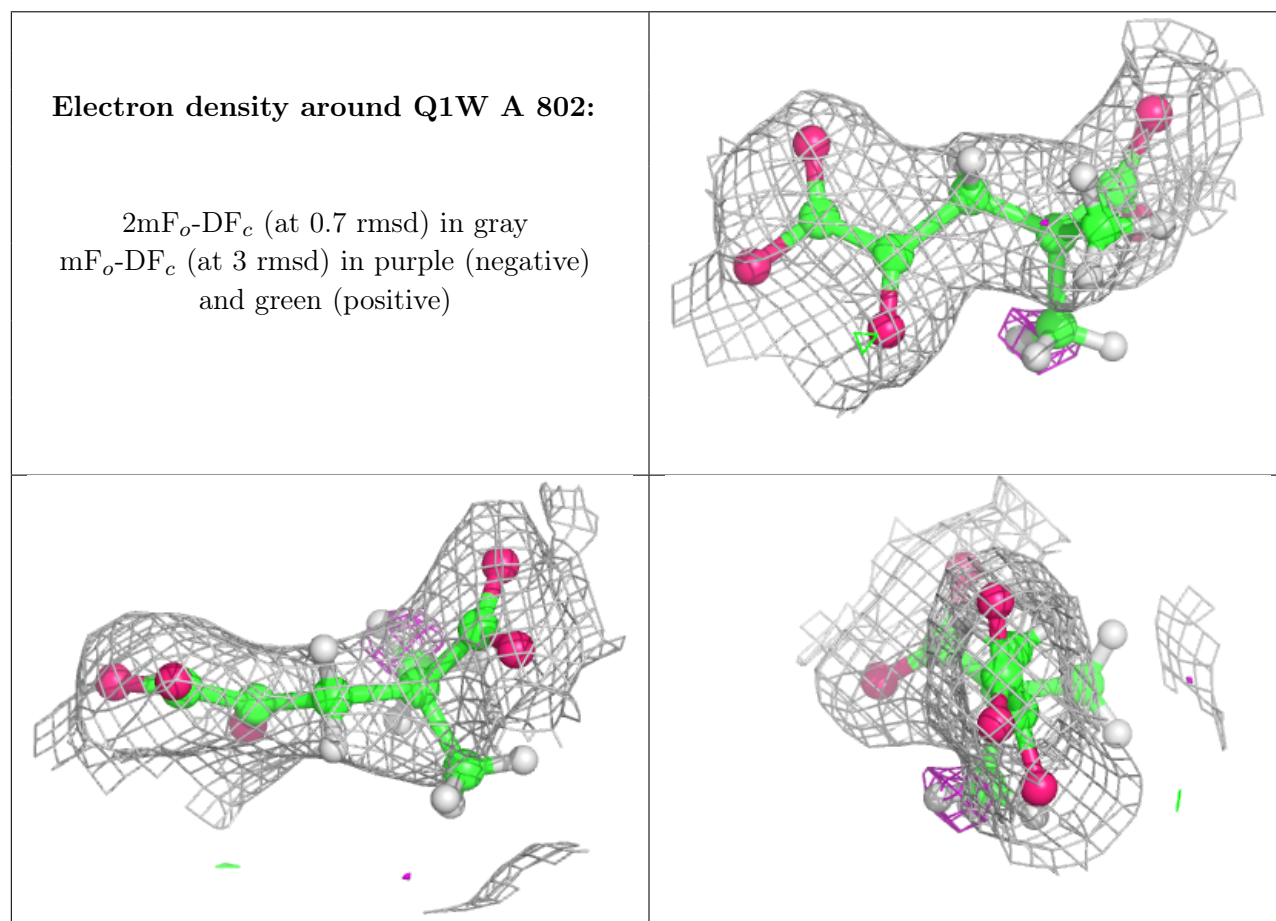 Electron density around Q1W A 802:
2mFo-DFc (at 0.7 rmsd) in gray
mFo-DFc (at 3 rmsd) in purple (negative)
and green (positive)